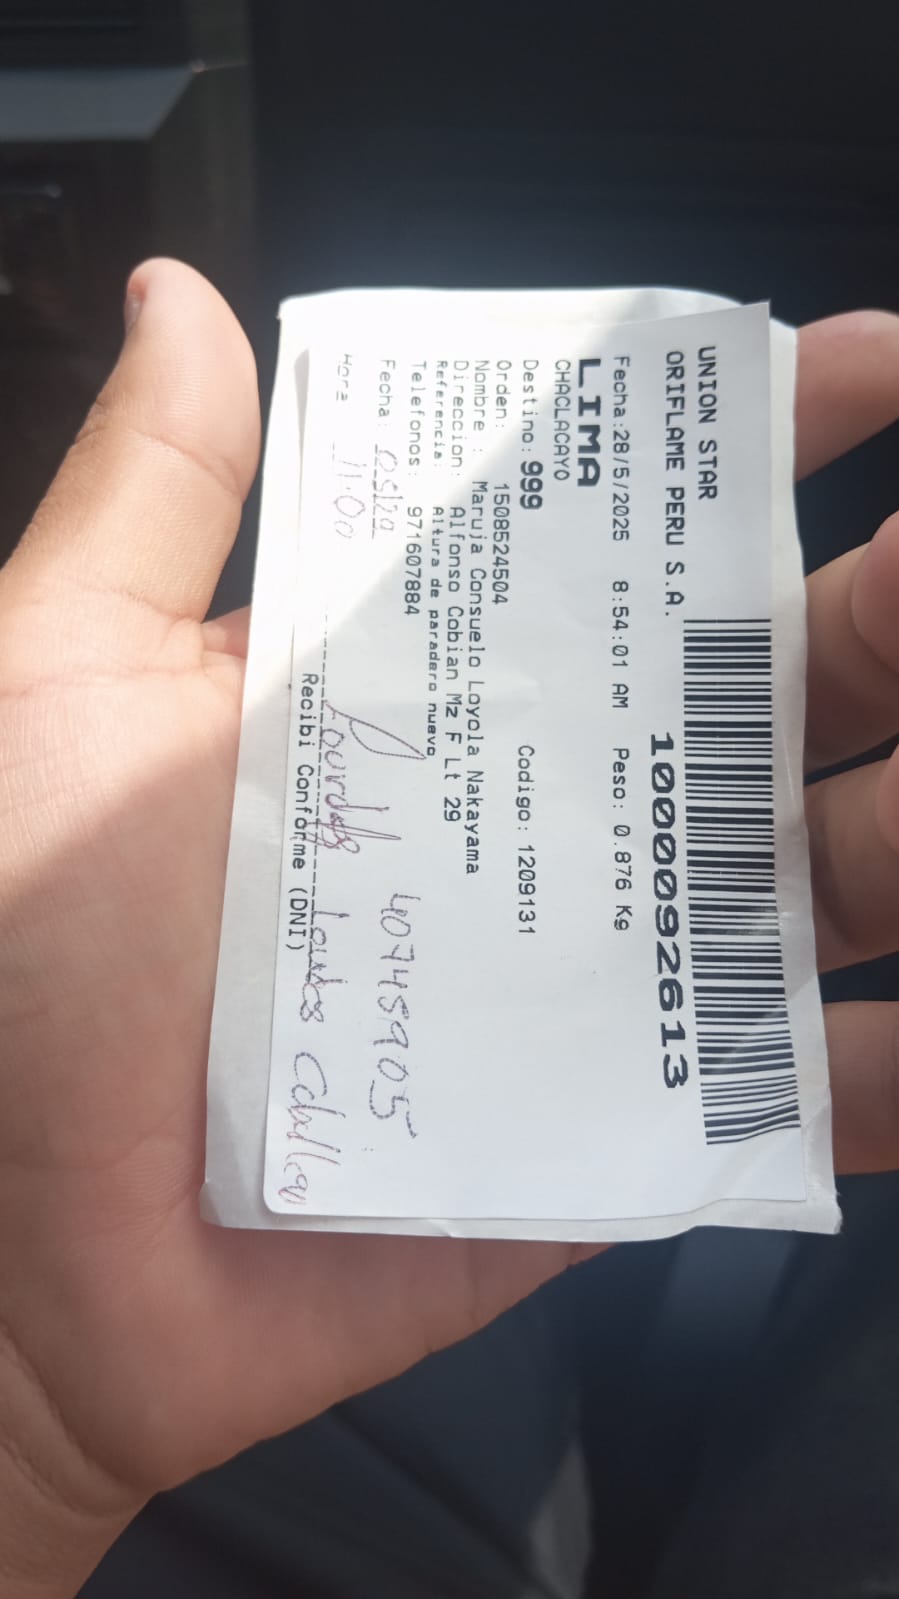 UNION STAR
ORIFLAME PERU S.A.
1000092613
Fecha:28/5/2025 8:54:01 AM Peso: 0.876 Kg
LIMA
CHACLACAYO
Destino: 999 Codigo: 1209131
Orden: 1508524504
Nombre : Maruja Consuelo Loyola Nakayama
Direccion: Alfonso Cobian Mz F Lt 29
Referencia: Altura de paradero nuevo
Telefonos: 971607884
Fecha: 40745905
Hora 11:00
Lourdes
Recibi Conforme (DNI)